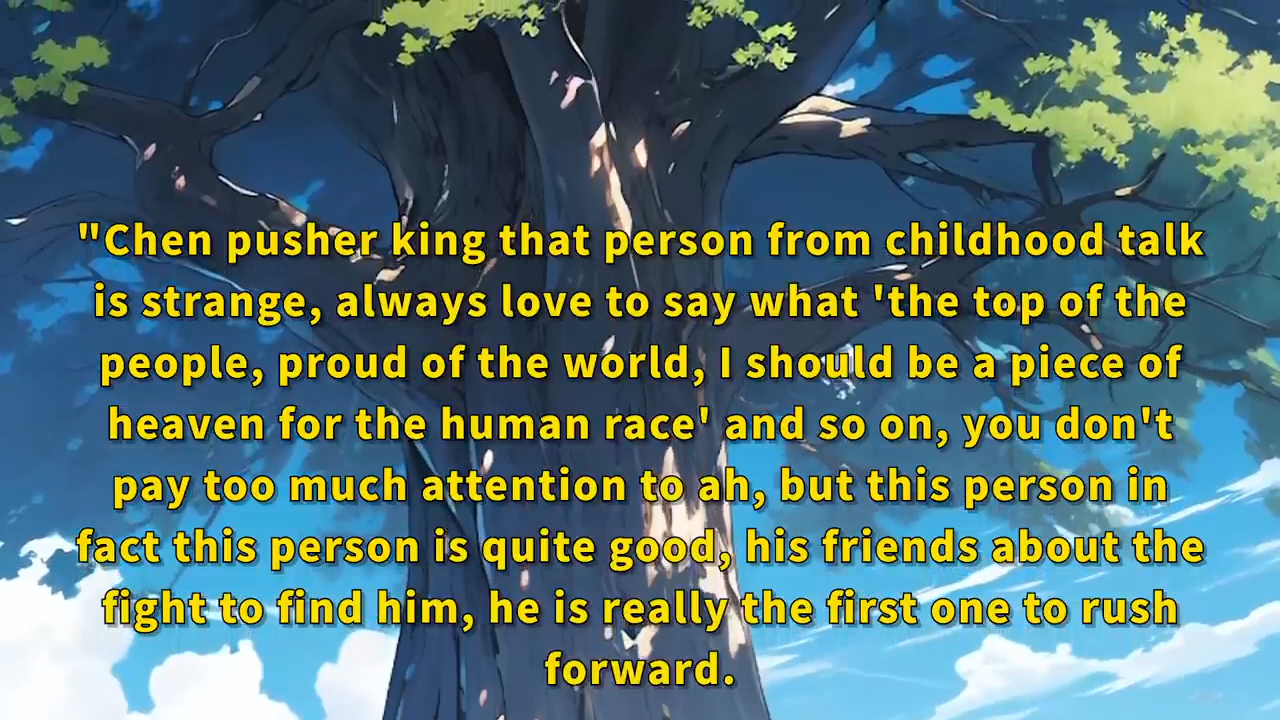 "Chen pusher king that person from childhood talk
is strange, always love to say what 'the top of the
people, proud of the world, I should be a piece of
heaven for the human race' and so on, you don't
pay too much attention to ah, but this person in
fact this person is quite good, his friends about the
fight to find him, he is really the first one to rush
forward.